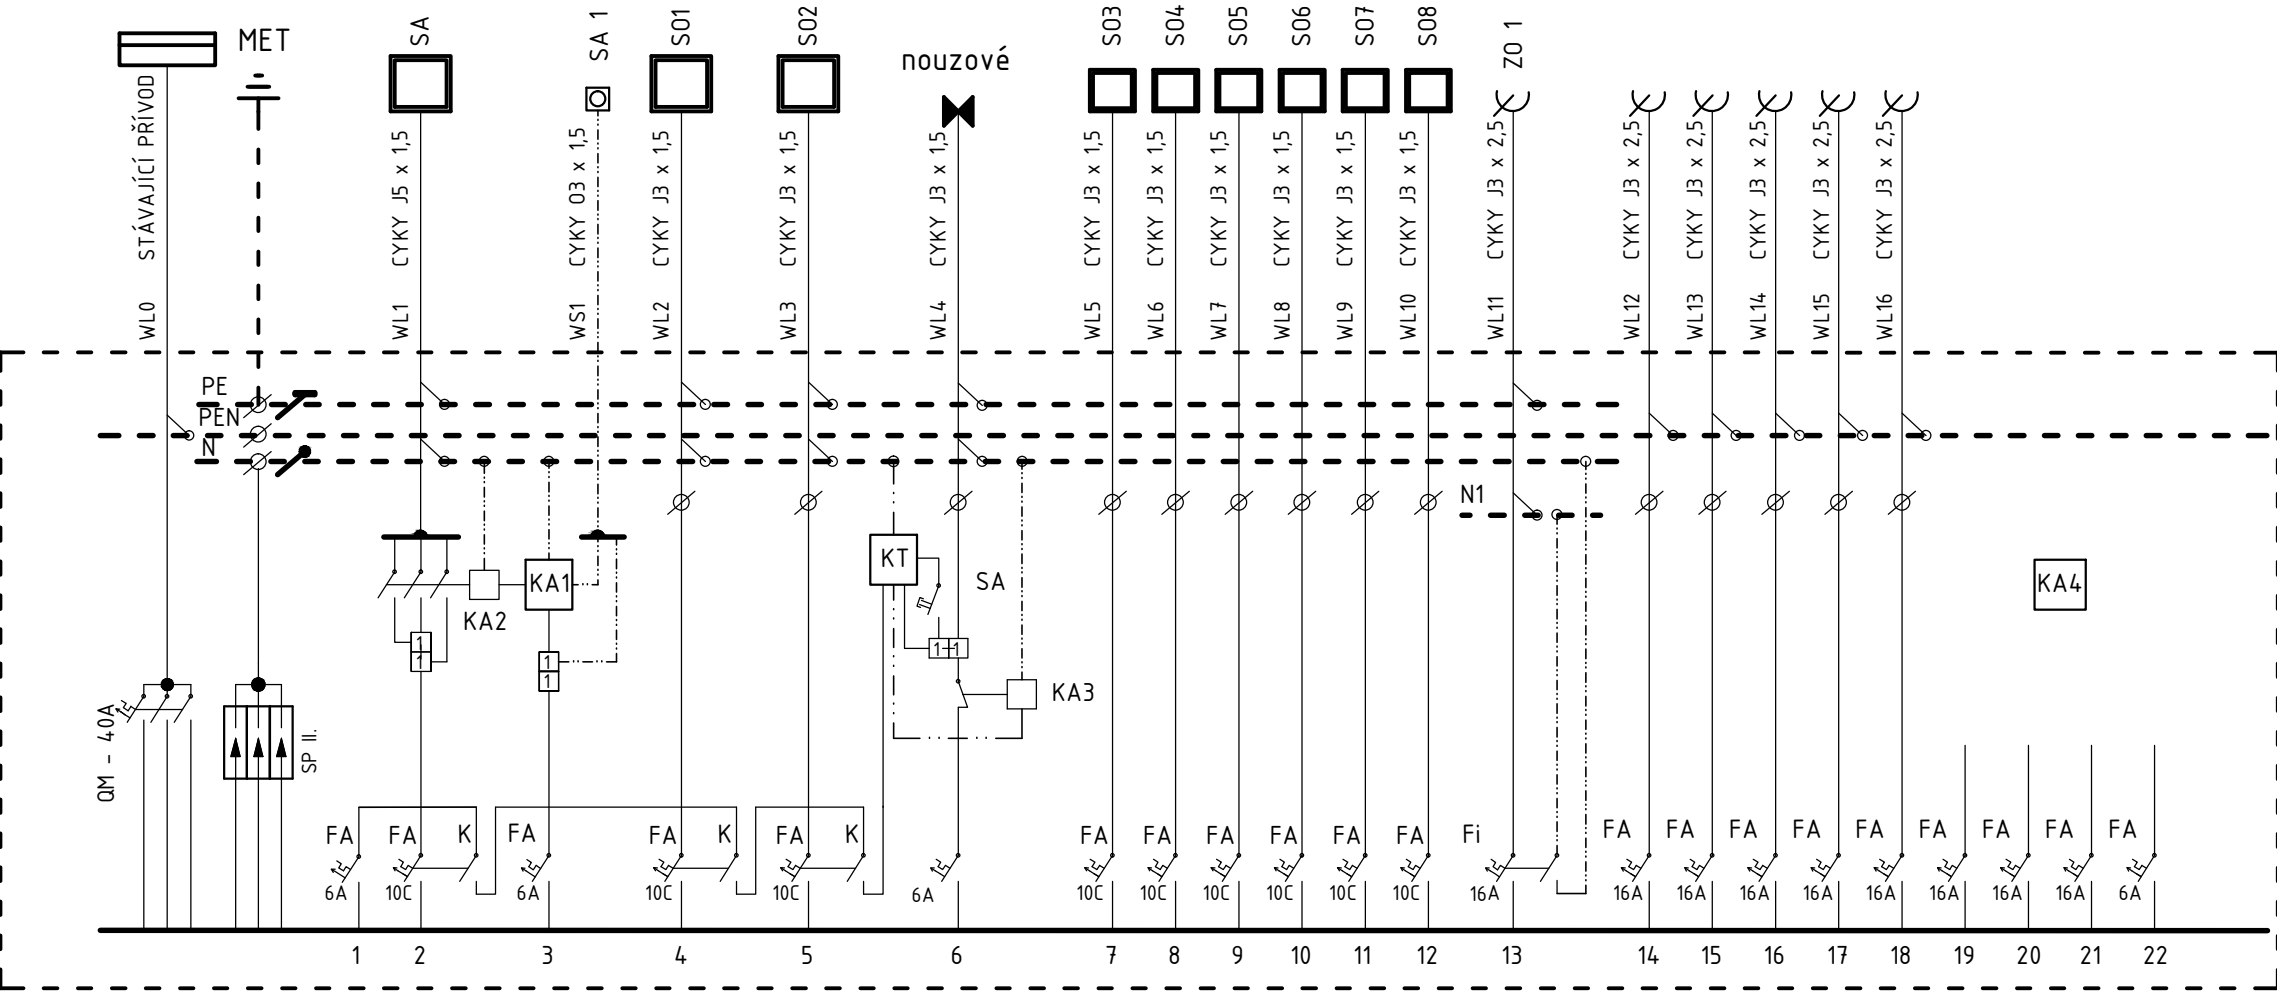 MET
SA
SA 1
SO1
SO2
nouzové
SO3
SO4
SO5
SO6
SO7
SO8
ZO 1
WL0 STÁVAJÍCÍ PŘÍVOD
WL1 CYKY J5 x 1,5
WS1 CYKY O3 x 1,5
WL2 CYKY J3 x 1,5
WL3 CYKY J3 x 1,5
WL4 CYKY J3 x 1,5
WL5 CYKY J3 x 1,5
WL6 CYKY J3 x 1,5
WL7 CYKY J3 x 1,5
WL8 CYKY J3 x 1,5
WL9 CYKY J3 x 1,5
WL10 CYKY J3 x 1,5
WL11 CYKY J3 x 2,5
WL12 CYKY J3 x 2,5
WL13 CYKY J3 x 2,5
WL14 CYKY J3 x 2,5
WL15 CYKY J3 x 2,5
WL16 CYKY J3 x 2,5
PE
PEN
N
N1
KT
SA
KA1
KA2
KA4
1
1
1
1
1 1
KA3
QM - 40A
SP II.
FA FA K FA FA K FA K FA FA FA FA FA FA Fi FA FA FA FA FA FA FA FA FA
6A 10C 6A 10C 10C 6A 10C 10C 10C 10C 10C 10C 16A 16A 16A 16A 16A 16A 16A 16A 16A 6A
1 2 3 4 5 6 7 8 9 10 11 12 13 14 15 16 17 18 19 20 21 22